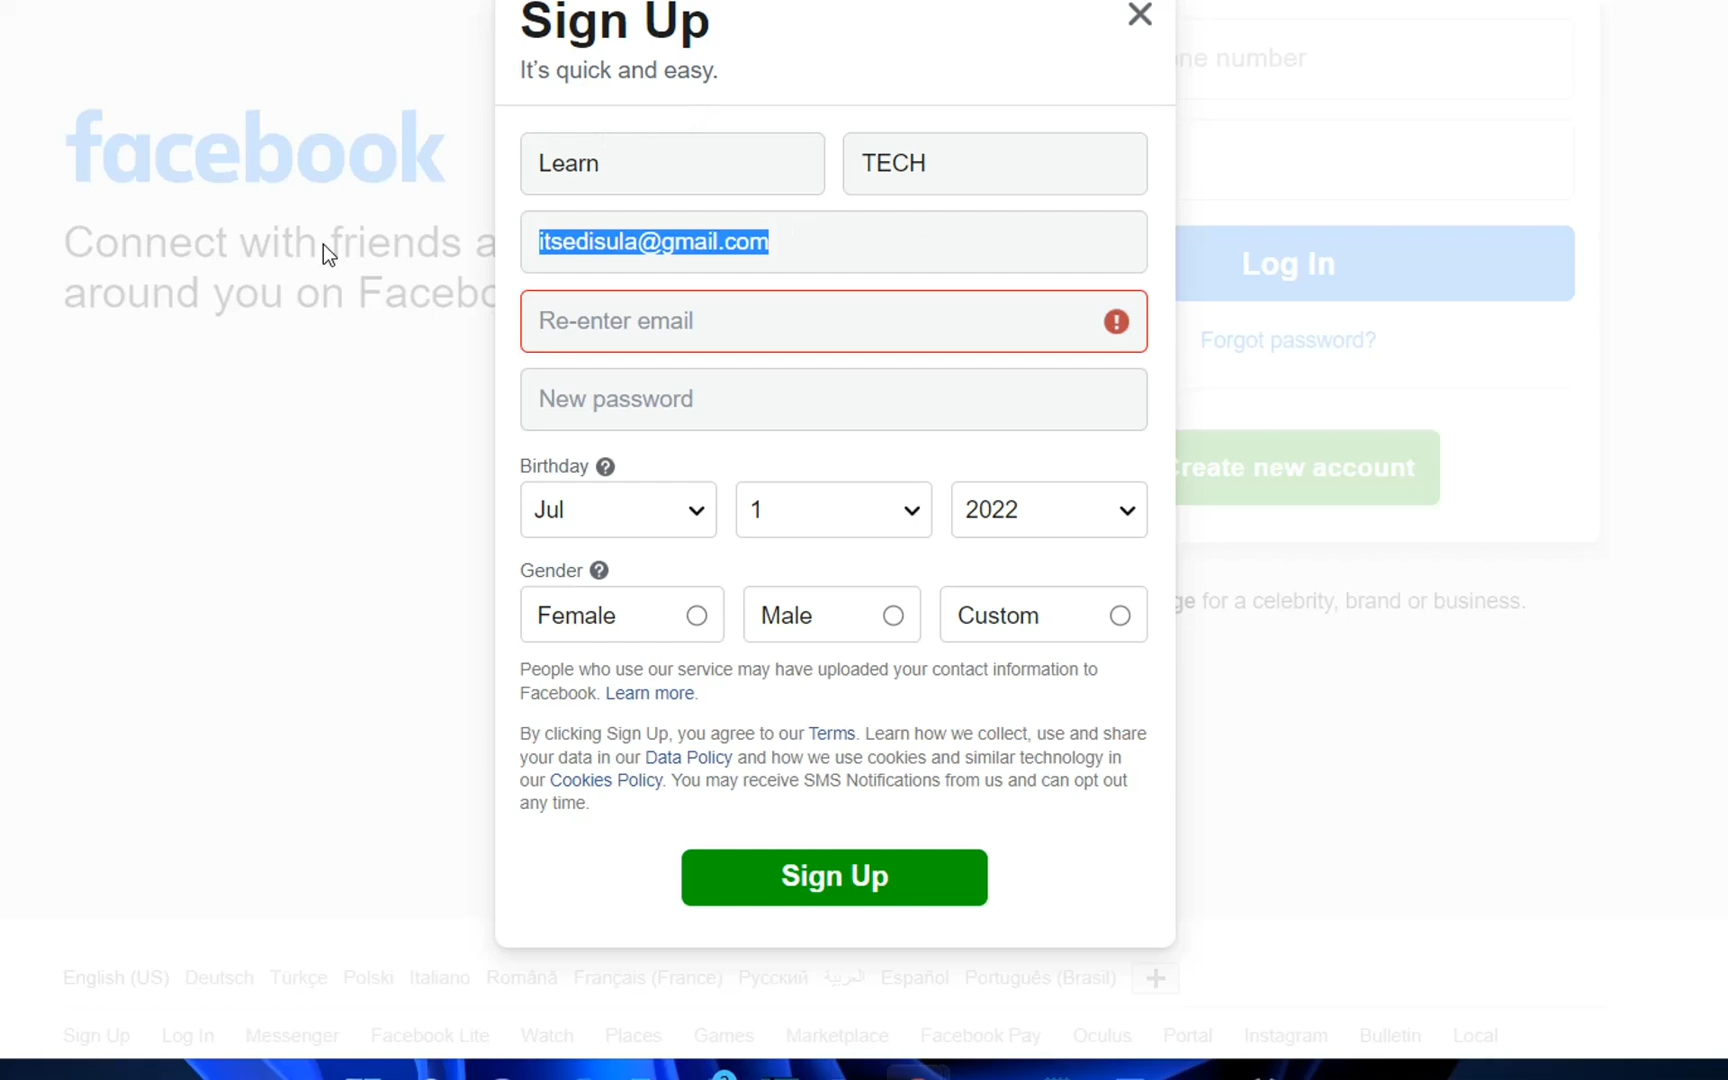 Sign Up
It's quick and easy.
Learn
TECH
itsedisula@gmail.com
Re-enter email
New password
Birthday
Jul
1
2022
Gender
Female
Male
Custom
People who use our service may have uploaded your contact information to
Facebook. Learn more.
By clicking Sign Up, you agree to our Terms. Learn how we collect, use and share
your data in our Data Policy and how we use cookies and similar technology in
our Cookies Policy. You may receive SMS Notifications from us and can opt out
any time.
Sign Up
facebook
Connect with friends a
around you on Facebo
number
Log In
Forgot password?
Create new account
for a celebrity, brand or business.
English (US) Deutsch Türkçe Polski Italiano Română Français (France) Русский العربية Español Português (Brasil)
Sign Up Log In Messenger Facebook Lite Watch Places Games Marketplace Facebook Pay Oculus Portal Instagram Bulletin Local